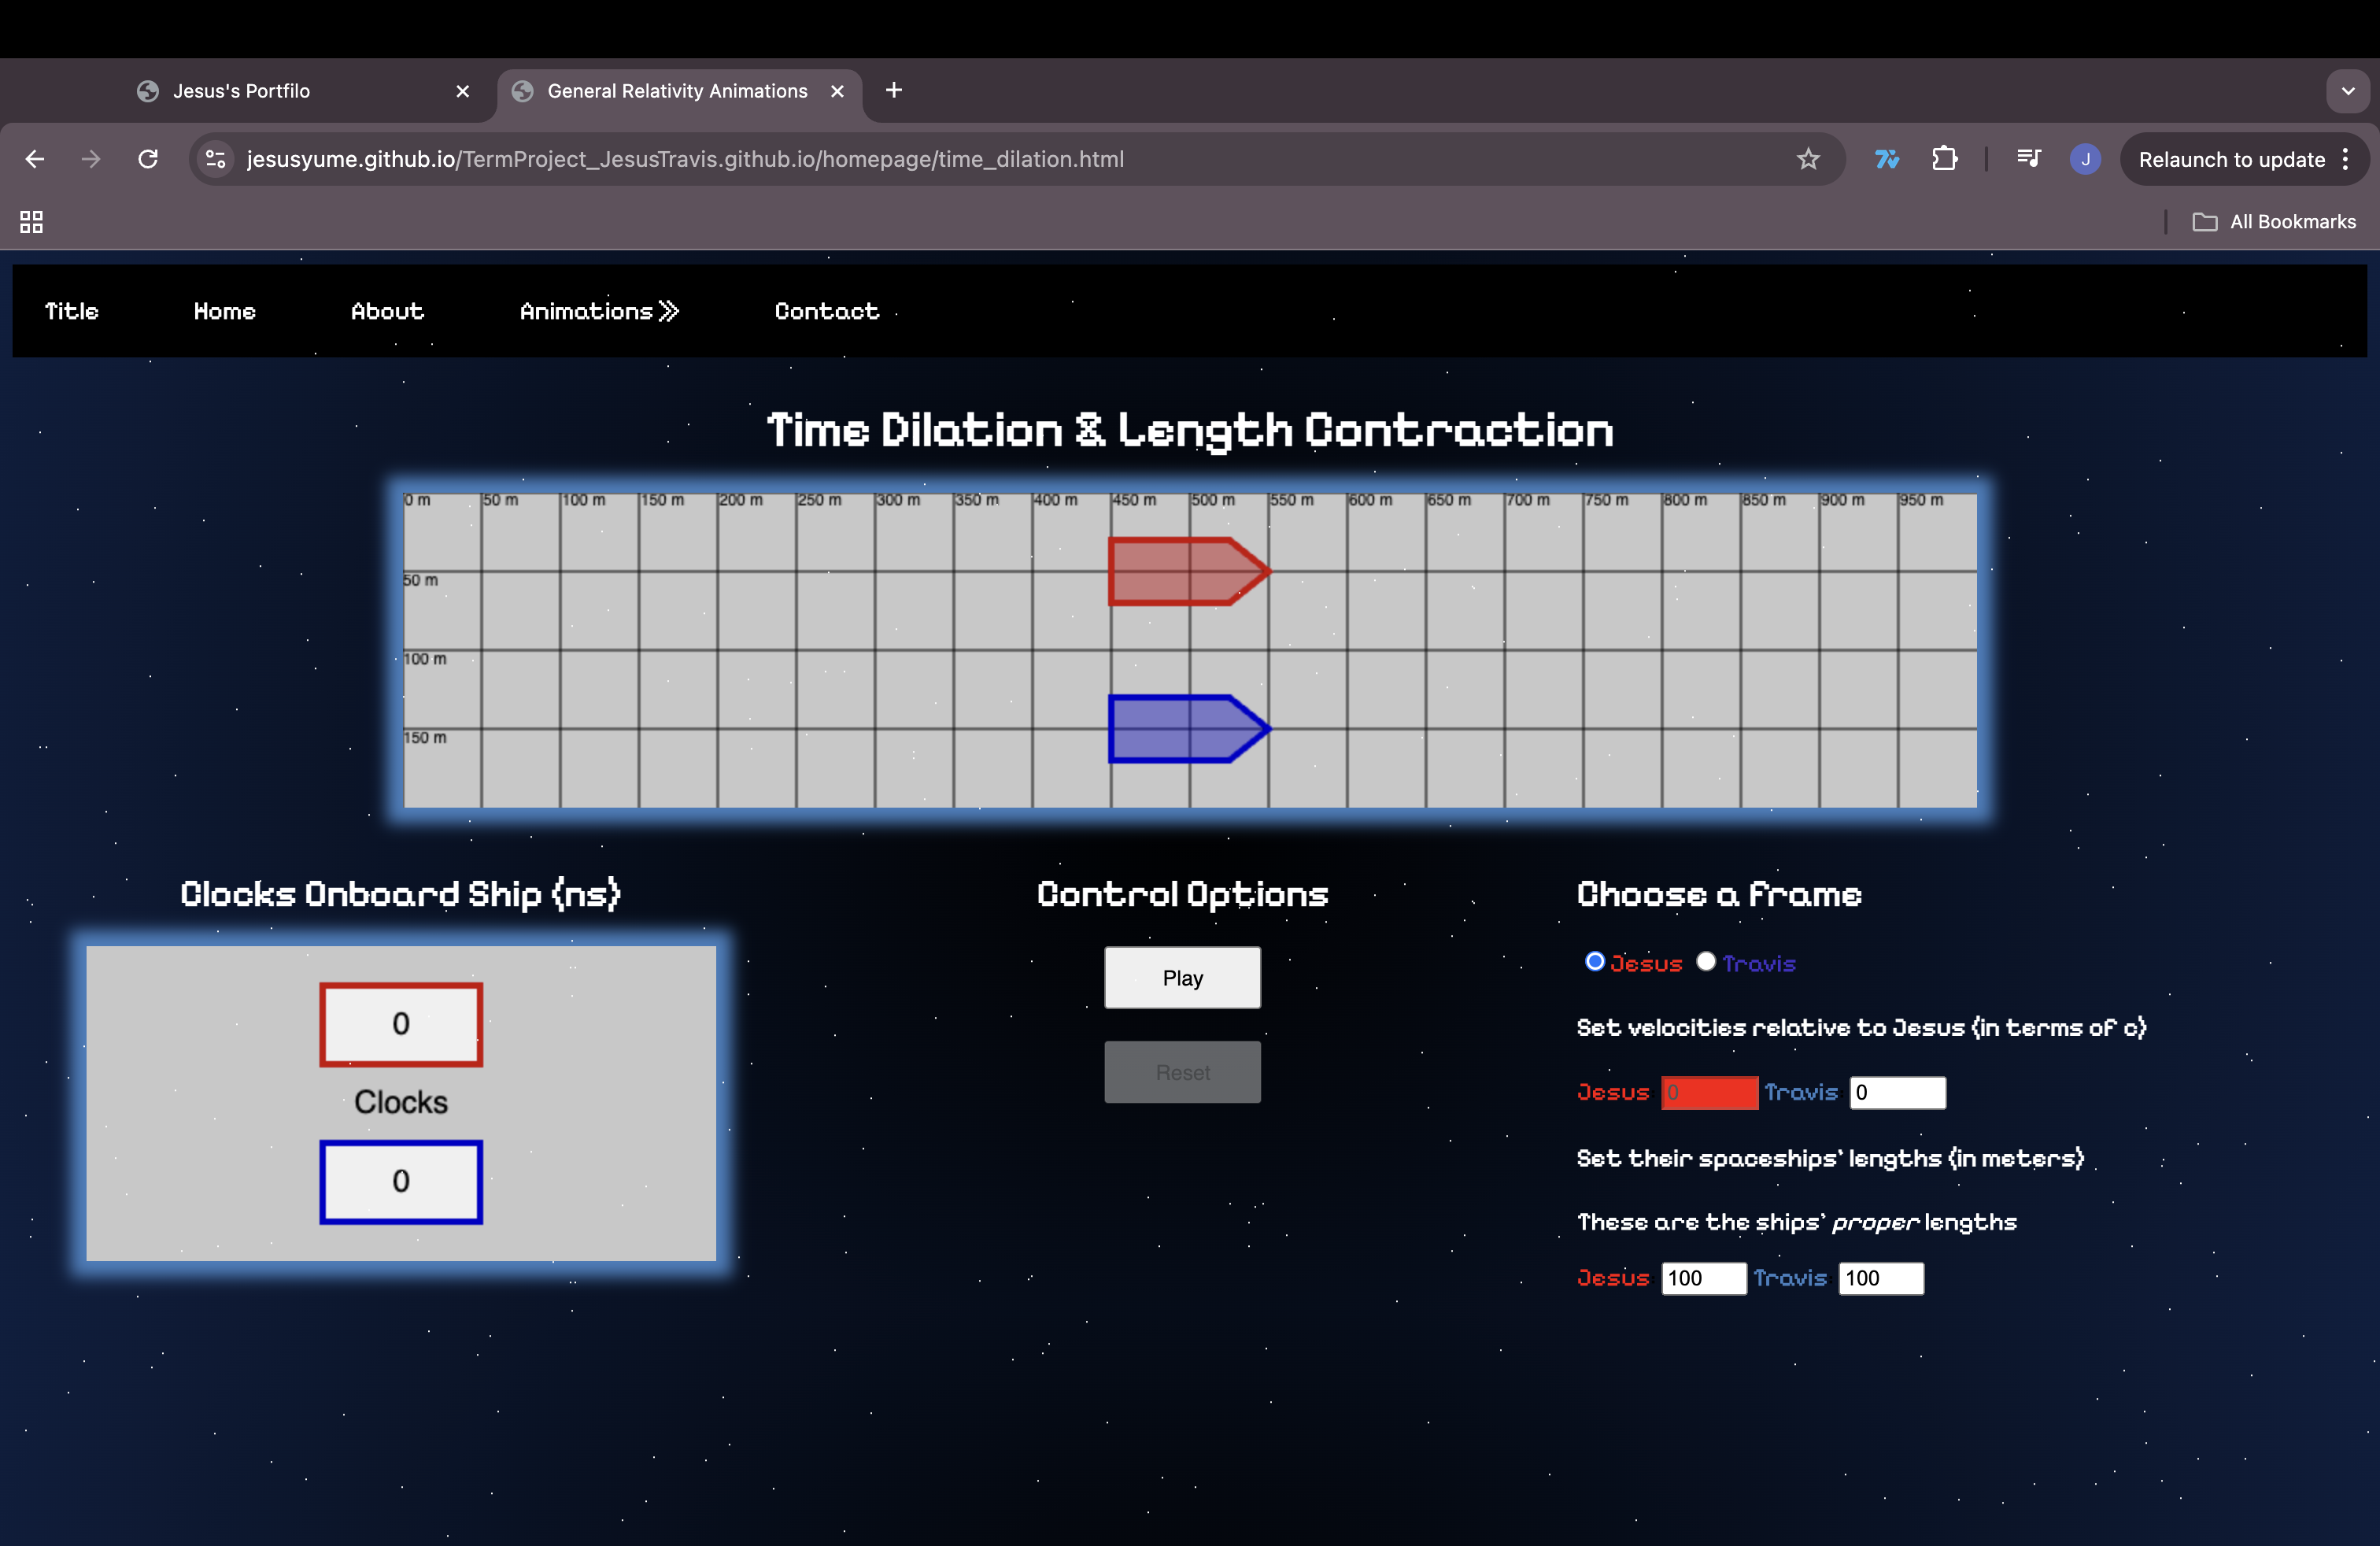 Jesus's Portfilo
General Relativity Animations
jesusyume.github.io/TermProject_JesusTravis.github.io/homepage/time_dilation.html
J
Relaunch to update
All Bookmarks
Title Home About Animations Contact
Time Dilation & Length Contraction
0 m 50 m 100 m 150 m 200 m 250 m 300 m 350 m 400 m 450 m 500 m 550 m 600 m 650 m 700 m 750 m 800 m 850 m 900 m 950 m
50 m
100 m
150 m
Clocks Onboard Ship (ns)
0
Clocks
0
Control Options
Play
Reset
Choose a Frame
Jesus Travis
Set velocities relative to Jesus (in terms of c)
Jesus 0 Travis 0
Set their spaceships' lengths (in meters)
These are the ships' proper lengths
Jesus 100 Travis 100